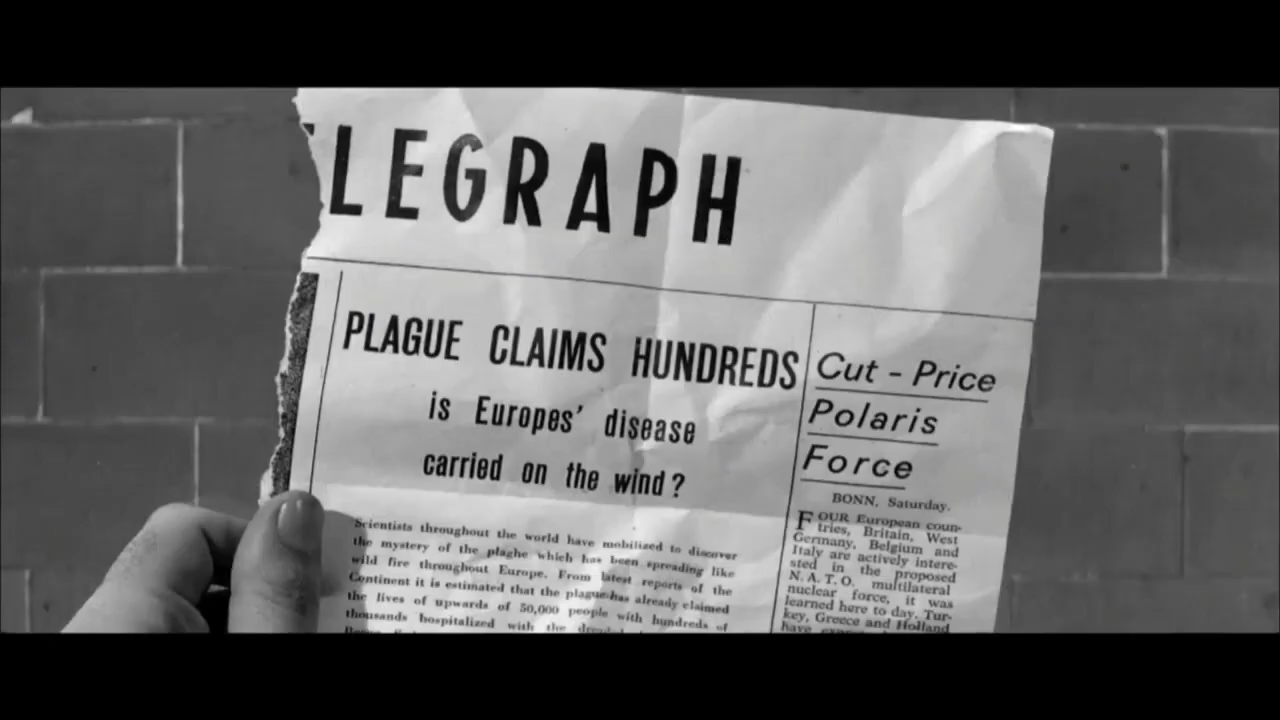 LEGRAPH
PLAGUE CLAIMS HUNDREDS
is Europes' disease
carried on the wind?
Scientists throughout the world have mobilized to discover
the mystery of the plaghe which has been spreading like
wild fire throughout Europe. From latest reports of the
Continent it is estimated that the plague has already claimed
the lives of upwards of 50,000 people with hundreds of
thousands hospitalized with the
Cut - Price
Polaris
Force
BONN, Saturday.
FOUR European coun-
tries, Britain, West
Germany, Belgium and
Italy are actively intere-
sted in the proposed
N.A.T.O. multilateral
nuclear force, it was
learned here to day. Tur-
key, Greece and Holland
have